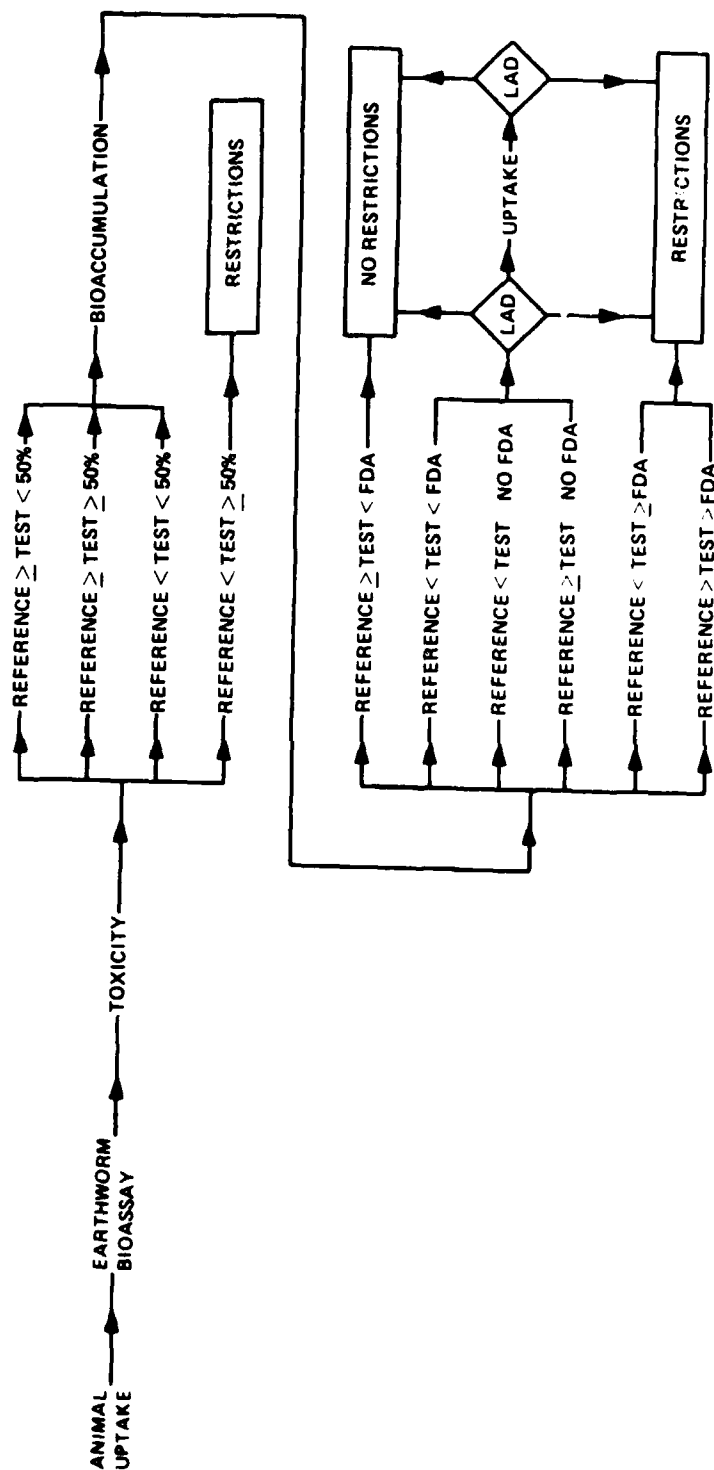 ANIMAL
UPTAKE
EARTHWORM
BIOASSAY
TOXICITY
REFERENCE ≥ TEST < 50%
REFERENCE ≥ TEST ≥ 50%
REFERENCE < TEST < 50%
REFERENCE < TEST ≥ 50%
BIOACCUMULATION
RESTRICTIONS
REFERENCE ≥ TEST < FDA
REFERENCE < TEST < FDA
REFERENCE < TEST NO FDA
REFERENCE ≥ TEST NO FDA
REFERENCE < TEST ≥ FDA
REFERENCE > TEST > FDA
NO RESTRICTIONS
LAD
UPTAKE
LAD
RESTRICTIONS